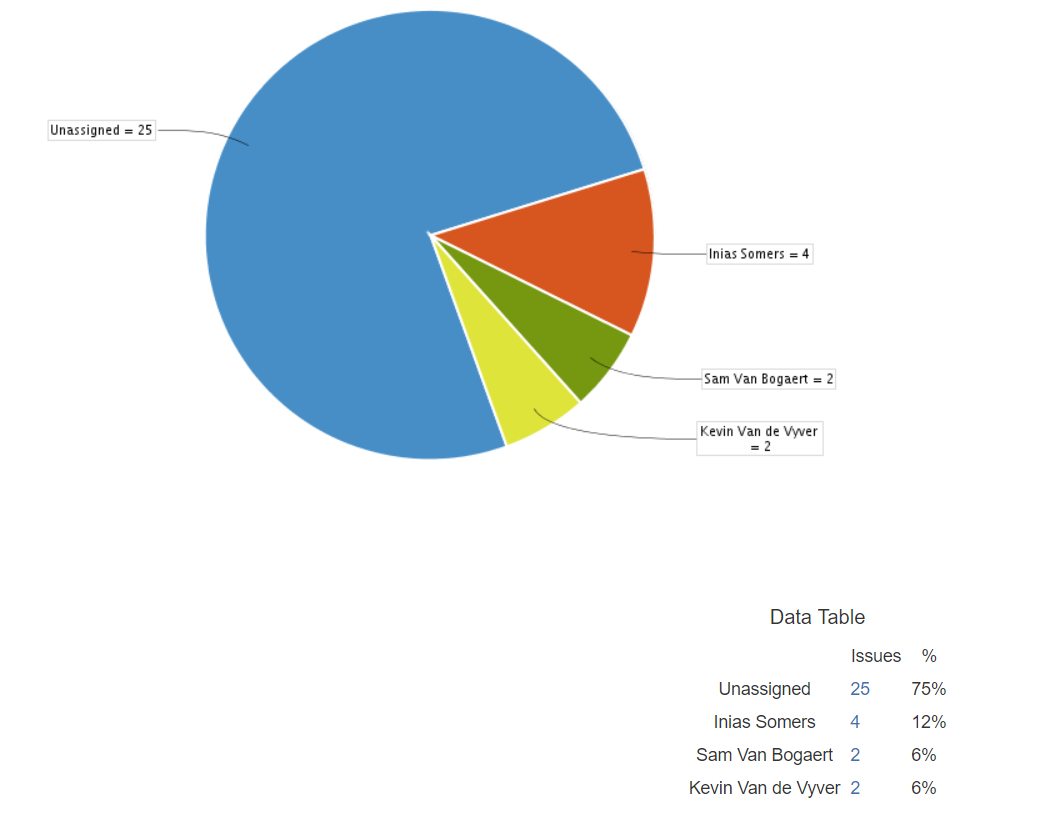 Unassigned = 25
Inias Somers = 4
Sam Van Bogaert = 2
Kevin Van de Vyver
= 2
Data Table
Issues %
Unassigned 25 75%
Inias Somers 4 12%
Sam Van Bogaert 2 6%
Kevin Van de Vyver 2 6%